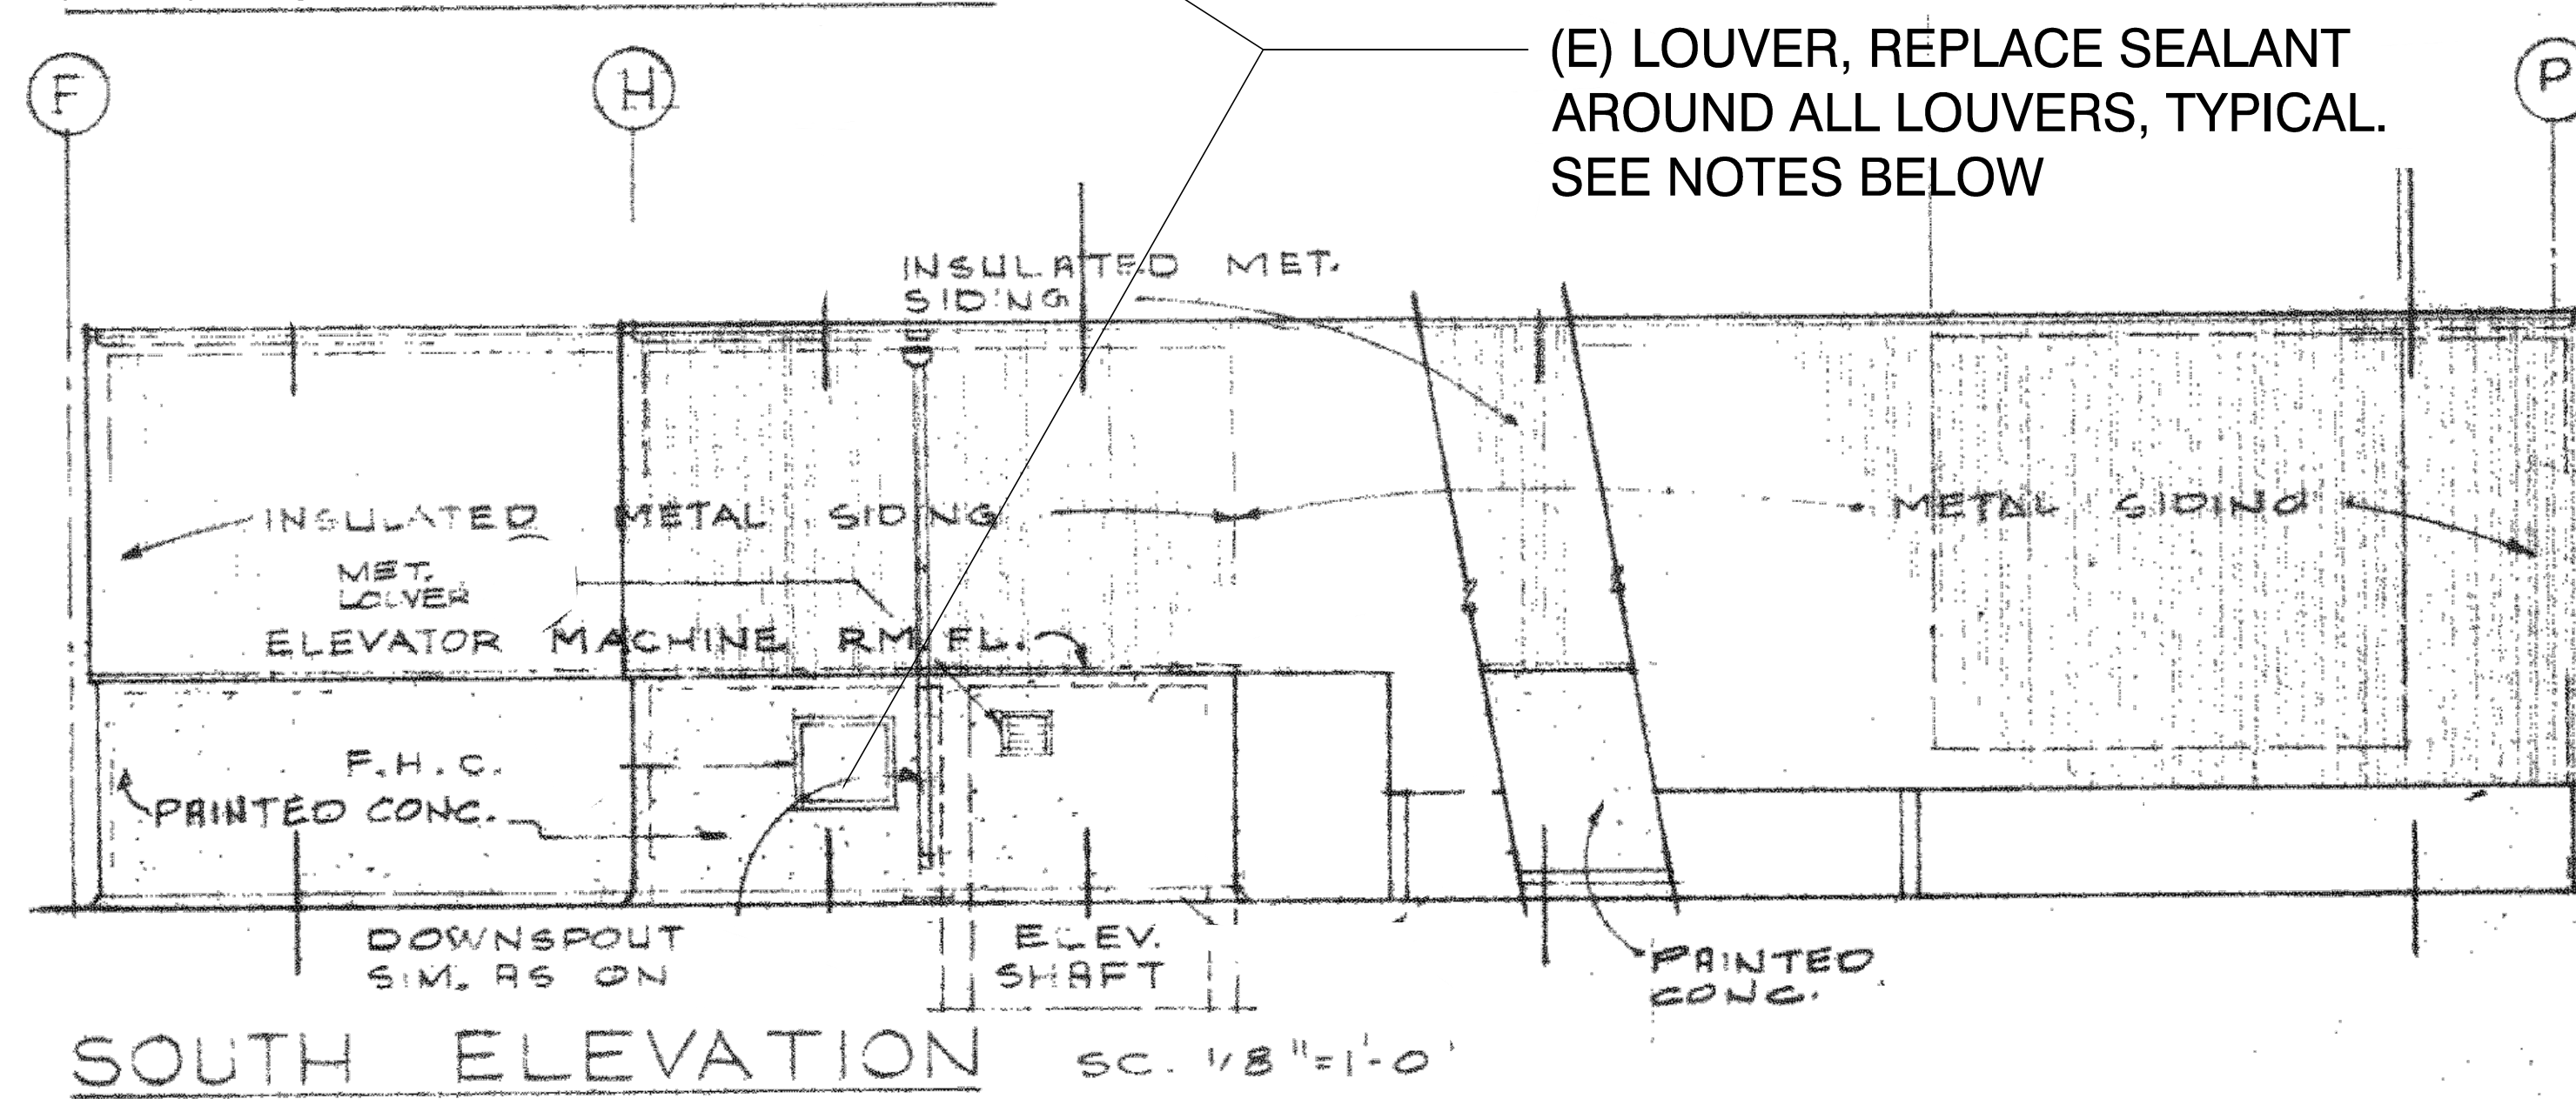 F
H
P
(E) LOUVER, REPLACE SEALANT
AROUND ALL LOUVERS, TYPICAL.
SEE NOTES BELOW
INSULATED MET.
SIDING
INSULATED METAL SIDING
METAL SIDING
MET.
LOUVER
ELEVATOR MACHINE RM. FL.
F.H.C.
PAINTED CONC.
DOWNSPOUT
SIM. AS ON
ELEV.
SHAFT
PAINTED
CONC.
SOUTH ELEVATION SC. 1/8"=1'-0'